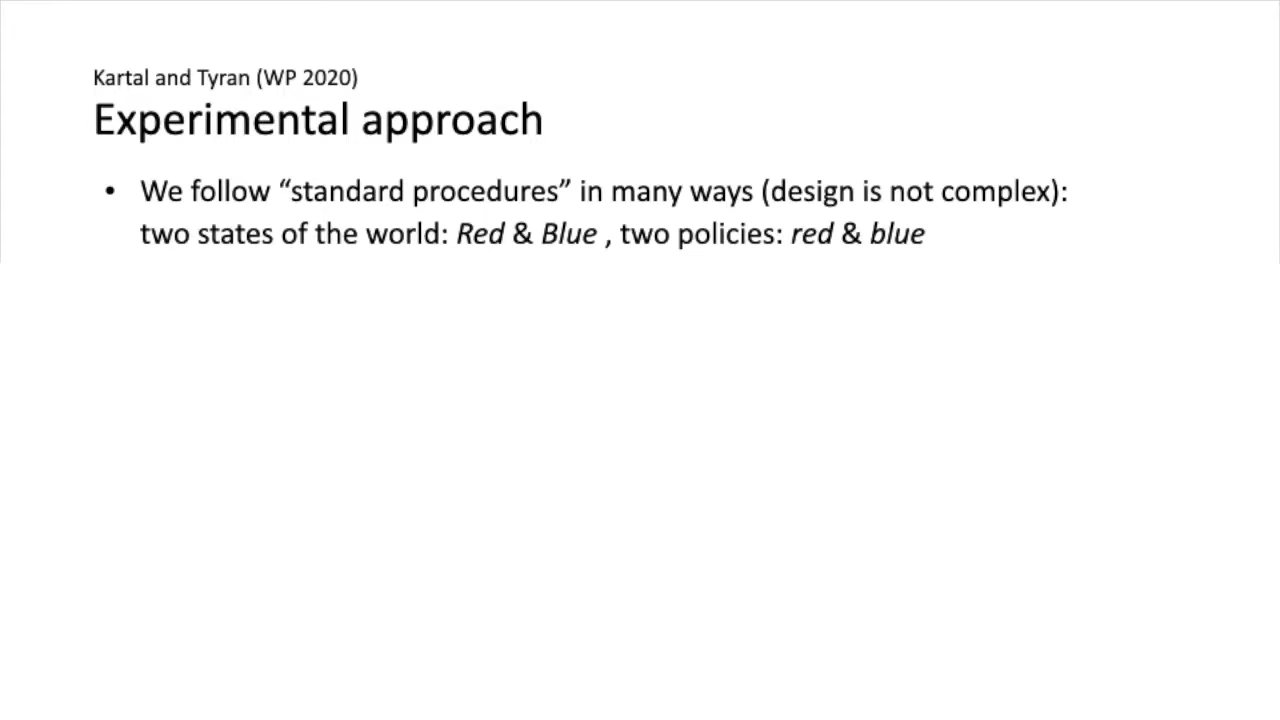 Kartal and Tyran (WP 2020)
Experimental approach
• We follow “standard procedures” in many ways (design is not complex):
two states of the world: Red & Blue , two policies: red & blue